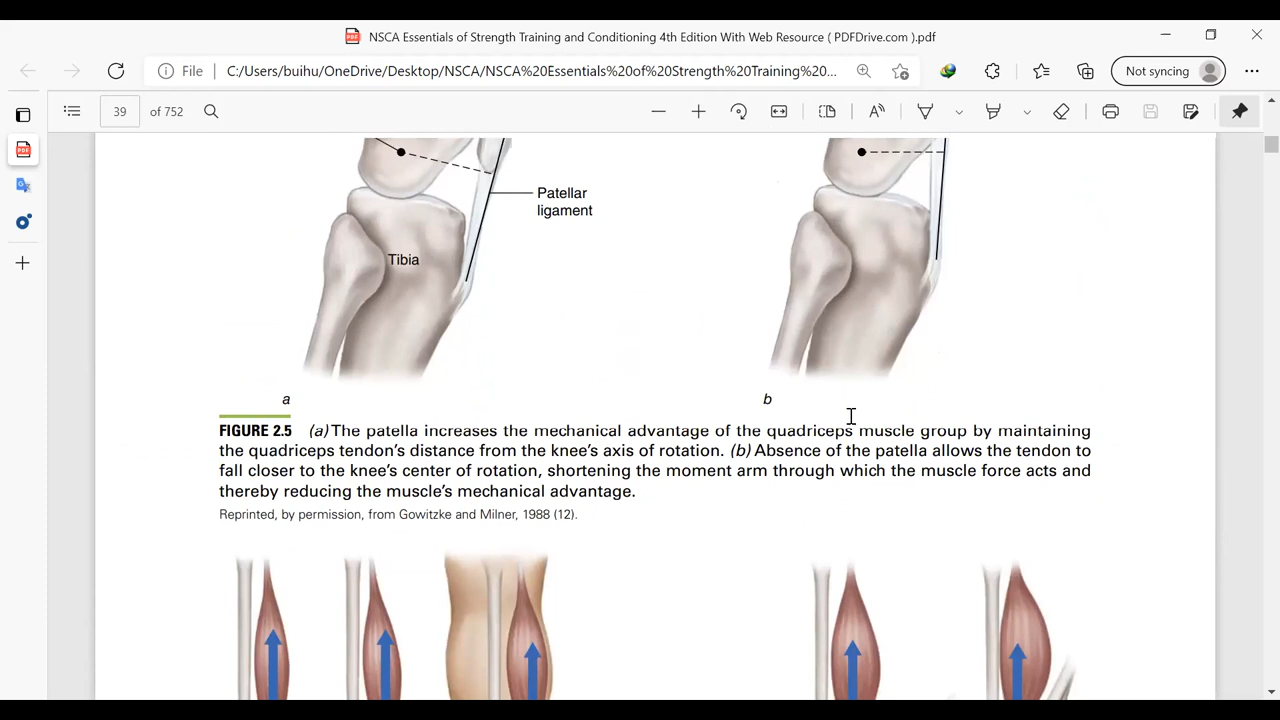 NSCA Essentials of Strength Training and Conditioning 4th Edition With Web Resource ( PDFDrive.com ).pdf
File
C:/Users/buihu/OneDrive/Desktop/NSCA/NSCA%20Essentials%20of%20Strength%20Training%20...
Not syncing
39
of 752
Patellar
ligament
Tibia
a
b
FIGURE 2.5 (a) The patella increases the mechanical advantage of the quadriceps muscle group by maintaining
the quadriceps tendon's distance from the knee's axis of rotation. (b) Absence of the patella allows the tendon to
fall closer to the knee's center of rotation, shortening the moment arm through which the muscle force acts and
thereby reducing the muscle's mechanical advantage.
Reprinted, by permission, from Gowitzke and Milner, 1988 (12).